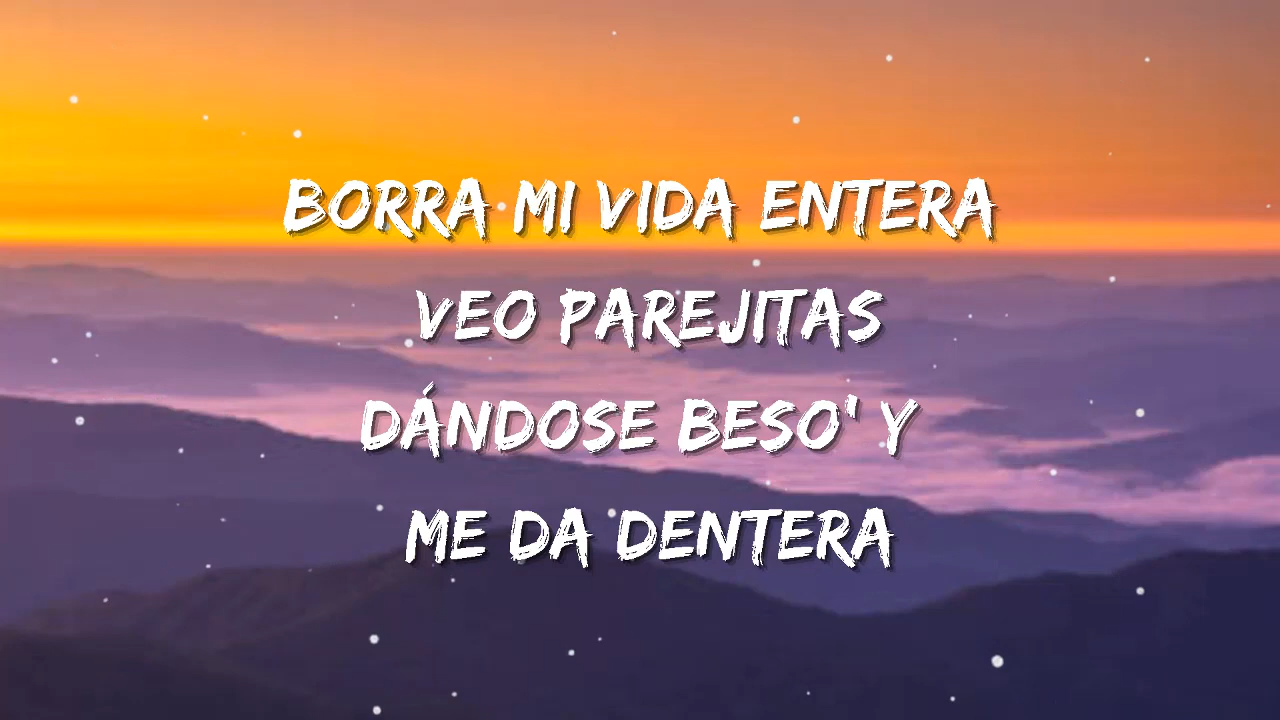 BORRA MI VIDA ENTERA
VEO PAREJITAS
DÁNDOSE BESO' Y
ME DA DENTERA